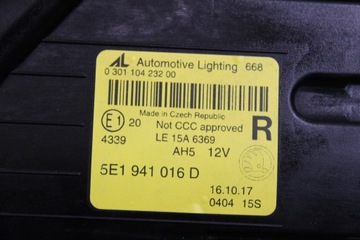 AL Automotive Lighting 668
0 301 104 232 00
Made in Czech Republic
E1 20 Not CCC approved R
4339 LE 15A 6369
AH5 12V
5E1 941 016 D
16.10.17
0404 15S